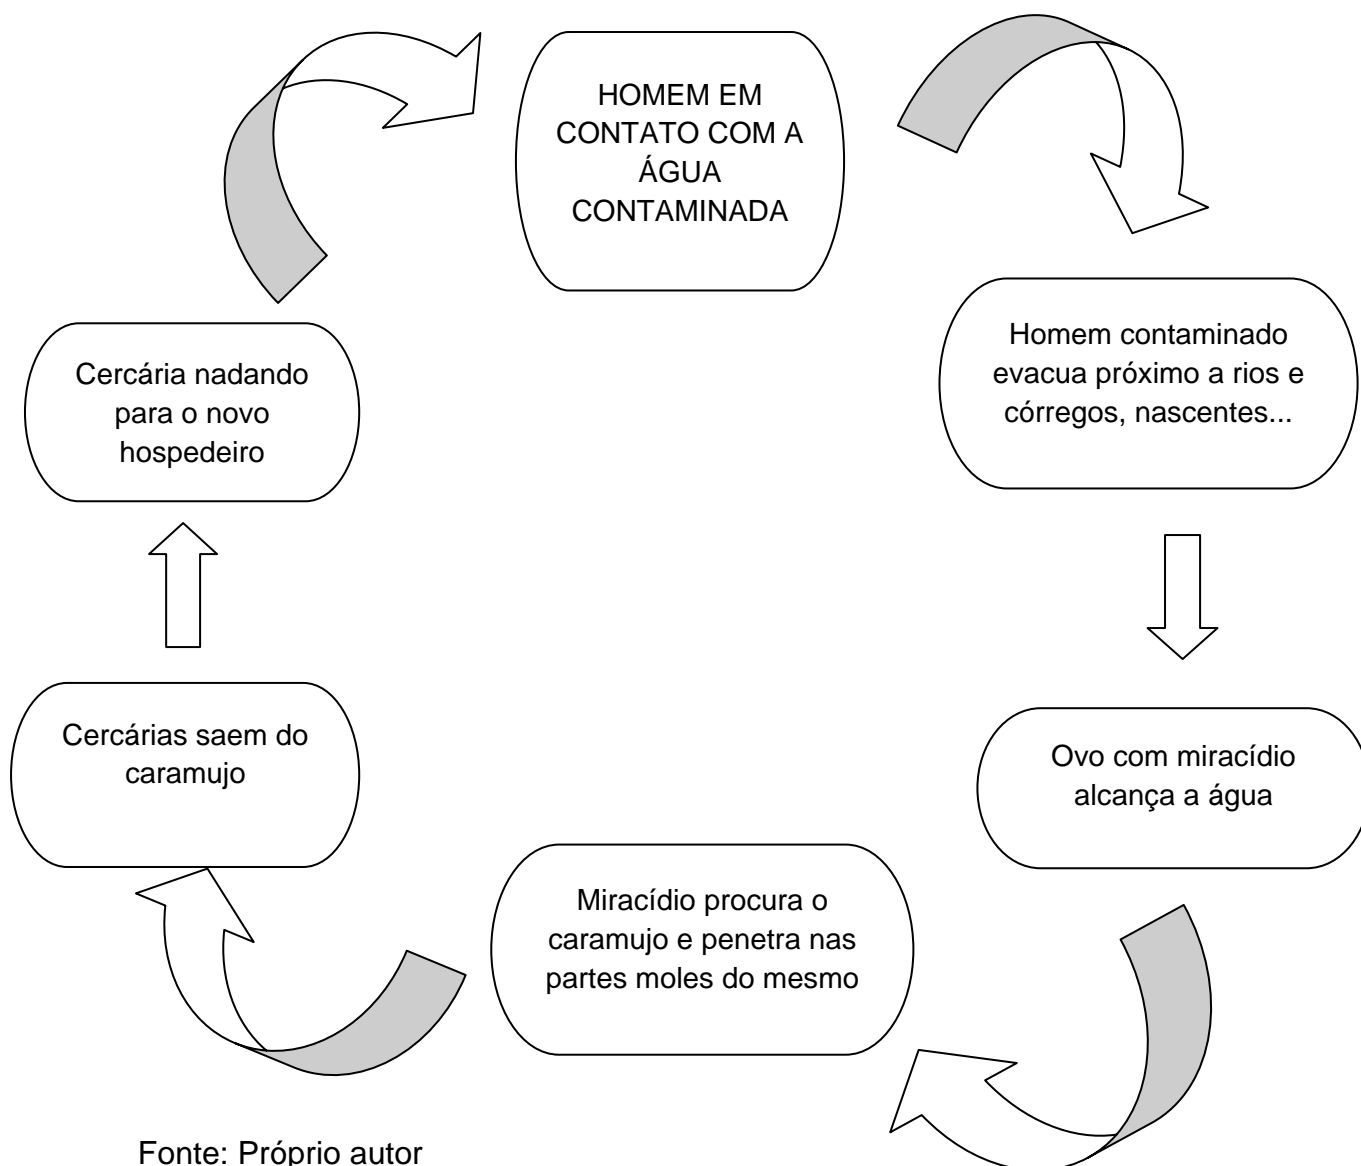 HOMEM EM
CONTATO COM A
ÁGUA
CONTAMINADA
Homem contaminado
evacua próximo a rios e
córregos, nascentes...
Ovo com miracídio
alcança a água
Miracídio procura o
caramujo e penetra nas
partes moles do mesmo
Cercárias saem do
caramujo
Cercária nadando
para o novo
hospedeiro
Fonte: Próprio autor